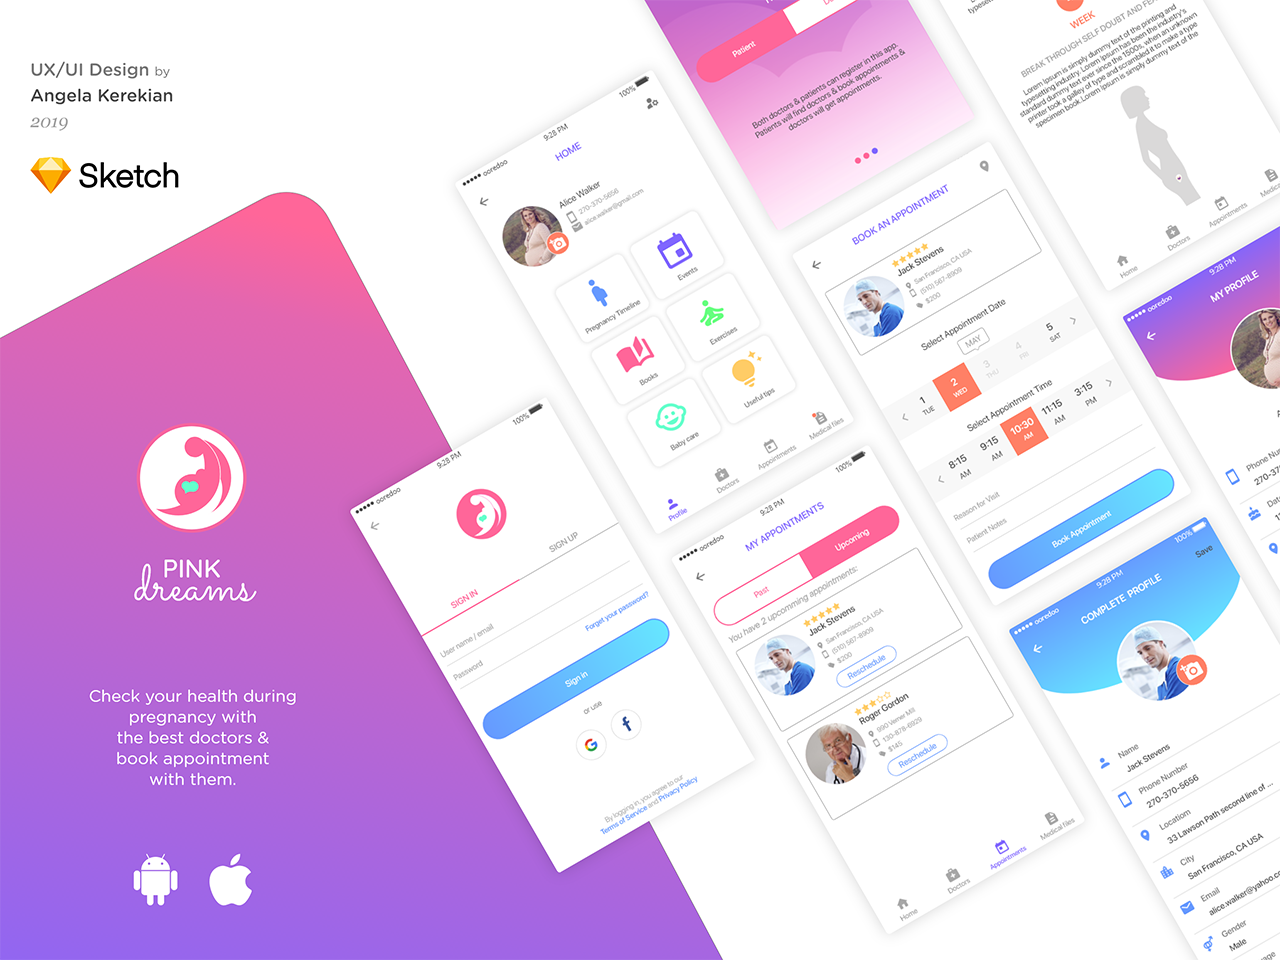 UX/UI Design by
Angela Kerekian
2019
Sketch
PINK
dreams
Check your health during
pregnancy with
the best doctors &
book appointment
with them.
ooredoo
9:28 PM
100%
SIGN IN
SIGN UP
User name / email
Password
Forget your password?
Sign in
or use
By logging in, you agree to our
Terms of Service and Privacy Policy
ooredoo
9:28 PM
100%
HOME
Alice Walker
270-370-5656
alice.walker@gmail.com
Pregnancy Timeline
Events
Books
Exercises
Baby care
Useful tips
Profile
Doctors
Appointments
Medical files
Patient
Both doctors & patients can register in this app.
Patients will find doctors & book appointments &
doctors will get appointments.
ooredoo
9:28 PM
100%
MY APPOINTMENTS
Past
Upcoming
You have 2 upcomming appointments:
Jack Stevens
San Francisco, CA USA
(510) 567-8909
$200
Reschedule
Roger Gordon
990 Verner Mill
130-878-6929
$145
Reschedule
Home
Doctors
Appointments
Medical files
BOOK AN APPOINTMENT
Jack Stevens
San Francisco, CA USA
(510) 567-8909
$200
Select Appointment Date
MAY
1 TUE
2 WED
3 THU
4 FRI
5 SAT
Select Appointment Time
8:15 AM
9:15 AM
10:30 AM
11:15 AM
3:15 PM
Reason for Visit
Patient Notes
Book Appointment
WEEK
BREAK THROUGH SELF DOUBT AND
Lorem Ipsum is simply dummy text of the printing and
typesetting industry. Lorem Ipsum has been the industry's
standard dummy text ever since the 1500s, when an unknown
printer took a galley of type and scrambled it to make a type
specimen book.Lorem Ipsum is simply dummy text of the
Home
Doctors
Appointments
Medical
ooredoo
9:28 PM
MY PROFILE
Phone
270-37
ooredoo
9:28 PM
100%
COMPLETE PROFILE
Save
Name
Jack Stevens
Phone Number
270-370-5656
Locatiom
33 Lawson Path second line of ...
City
San Francisco, CA USA
Email
alice.walker@yahoo.co
Gender
Male